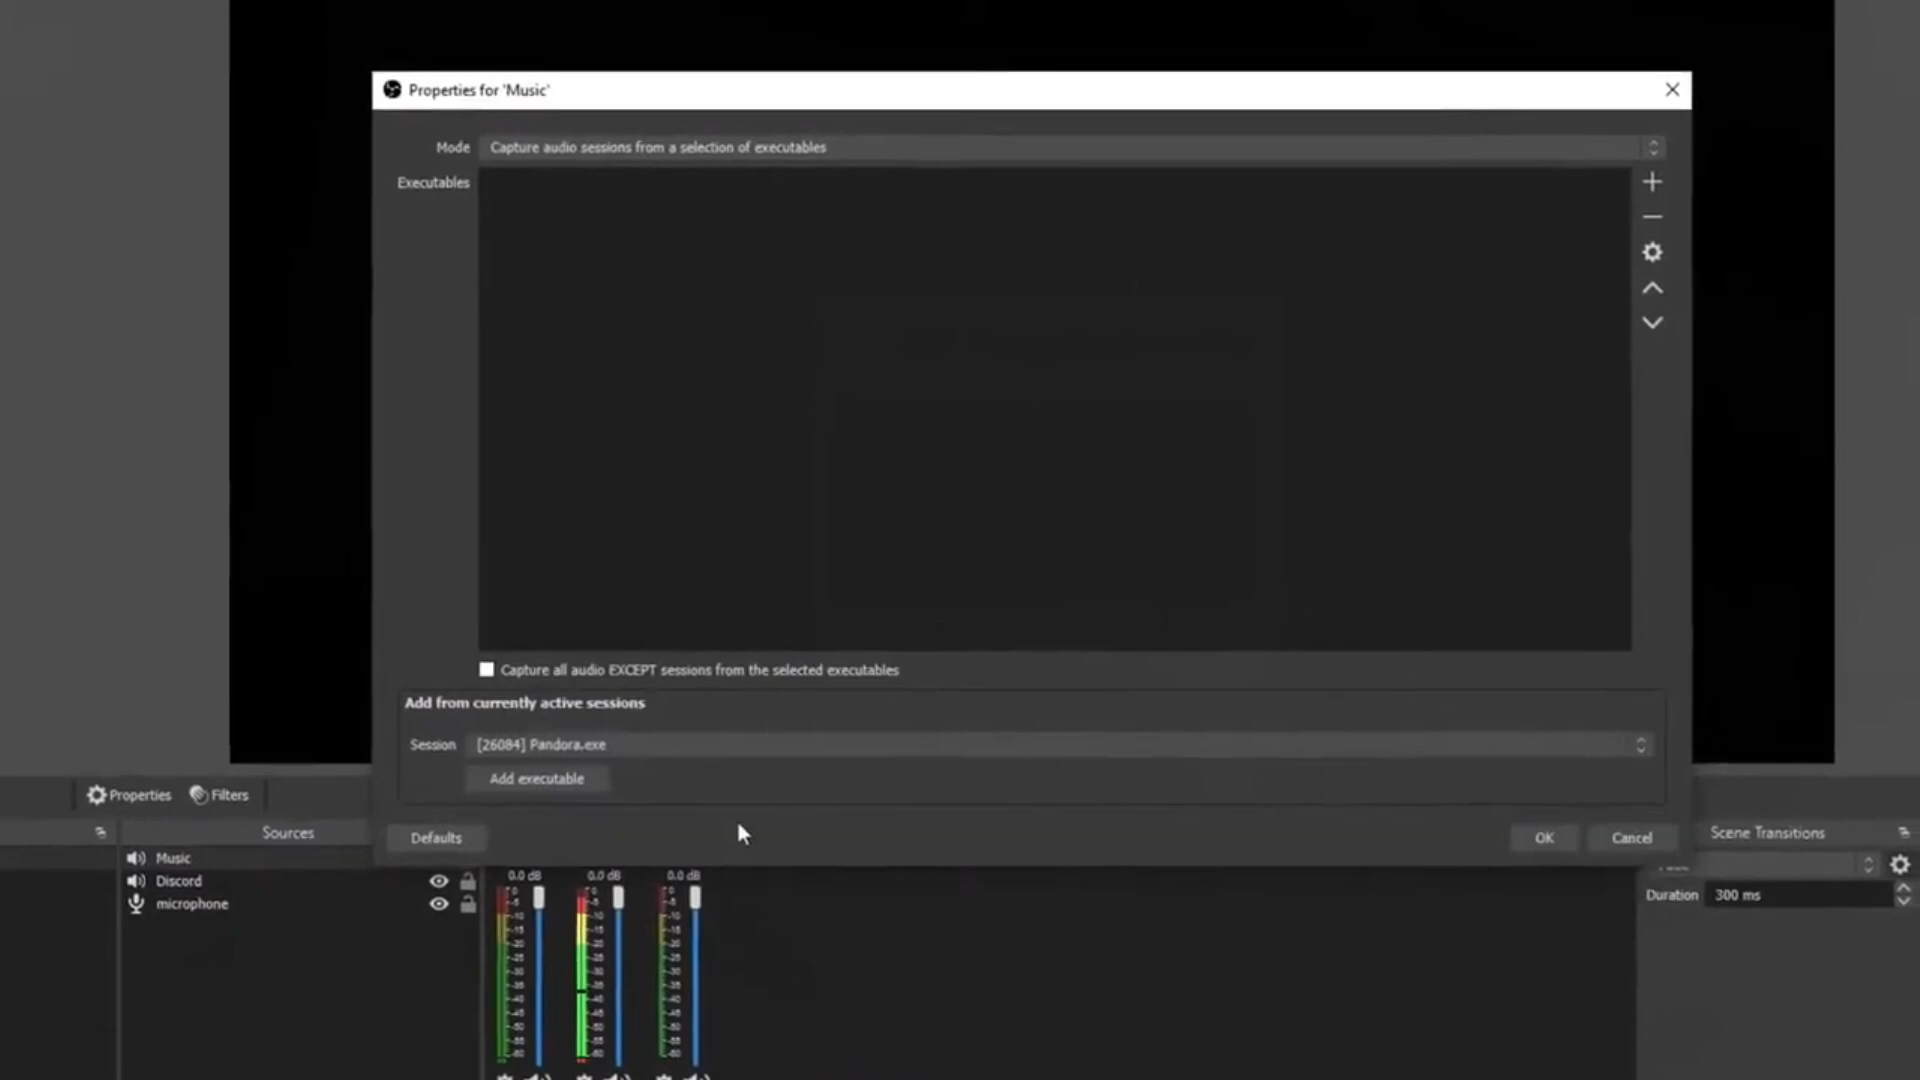 Properties for 'Music'
Mode
Capture audio sessions from a selection of executables
Executables
Capture all audio EXCEPT sessions from the selected executables
Add from currently active sessions
Session
[26084] Pandora.exe
Add executable
Defaults
OK
Cancel
Properties
Filters
Sources
Scene Transitions
Music
Discord
microphone
0.0 dB
0.0 dB
0.0 dB
Duration
300 ms